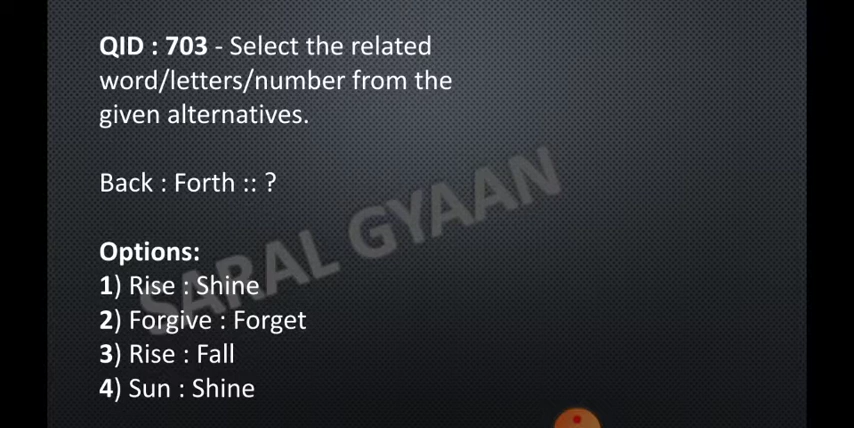 QID : 703 - Select the related
word/letters/number from the
given alternatives.
Back : Forth :: ?
SARAL GYAAN
Options:
1) Rise : Shine
2) Forgive : Forget
3) Rise : Fall
4) Sun : Shine